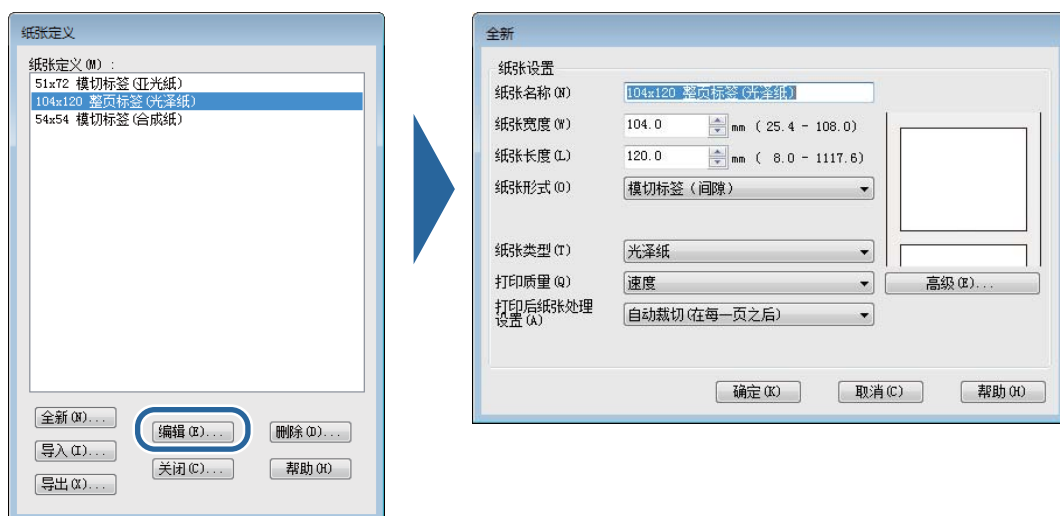 纸张定义
纸张定义(M) :
51x72 模切标签(亚光纸)
104x120 整页标签(光泽纸)
54x54 模切标签(合成纸)
全新(N)...
编辑(E)...
删除(D)...
导入(I)...
关闭(C)...
帮助(H)
导出(X)...
全新
纸张设置
纸张名称(N)
104x120 整页标签(光泽纸)
纸张宽度(W)
104.0
mm ( 25.4 - 108.0)
纸张长度(L)
120.0
mm ( 8.0 - 1117.6)
纸张形式(O)
模切标签（间隙）
纸张类型(T)
光泽纸
打印质量(Q)
速度
高级(E)...
打印后纸张处理
设置(A)
自动裁切(在每一页之后)
确定(K)
取消(C)
帮助(H)